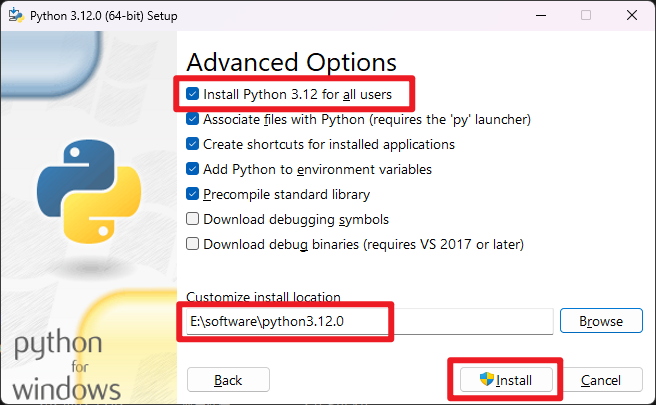 Python 3.12.0 (64-bit) Setup
Advanced Options
Install Python 3.12 for all users
Associate files with Python (requires the 'py' launcher)
Create shortcuts for installed applications
Add Python to environment variables
Precompile standard library
Download debugging symbols
Download debug binaries (requires VS 2017 or later)
Customize install location
E:\software\python3.12.0
Browse
python
for
windows
Back
Install
Cancel